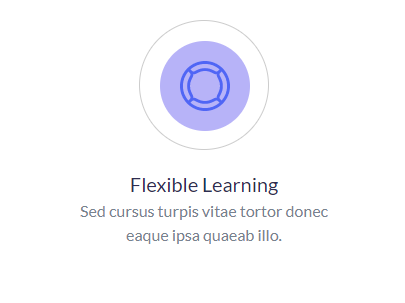 Flexible Learning
Sed cursus turpis vitae tortor donec
eaque ipsa quaeab illo.